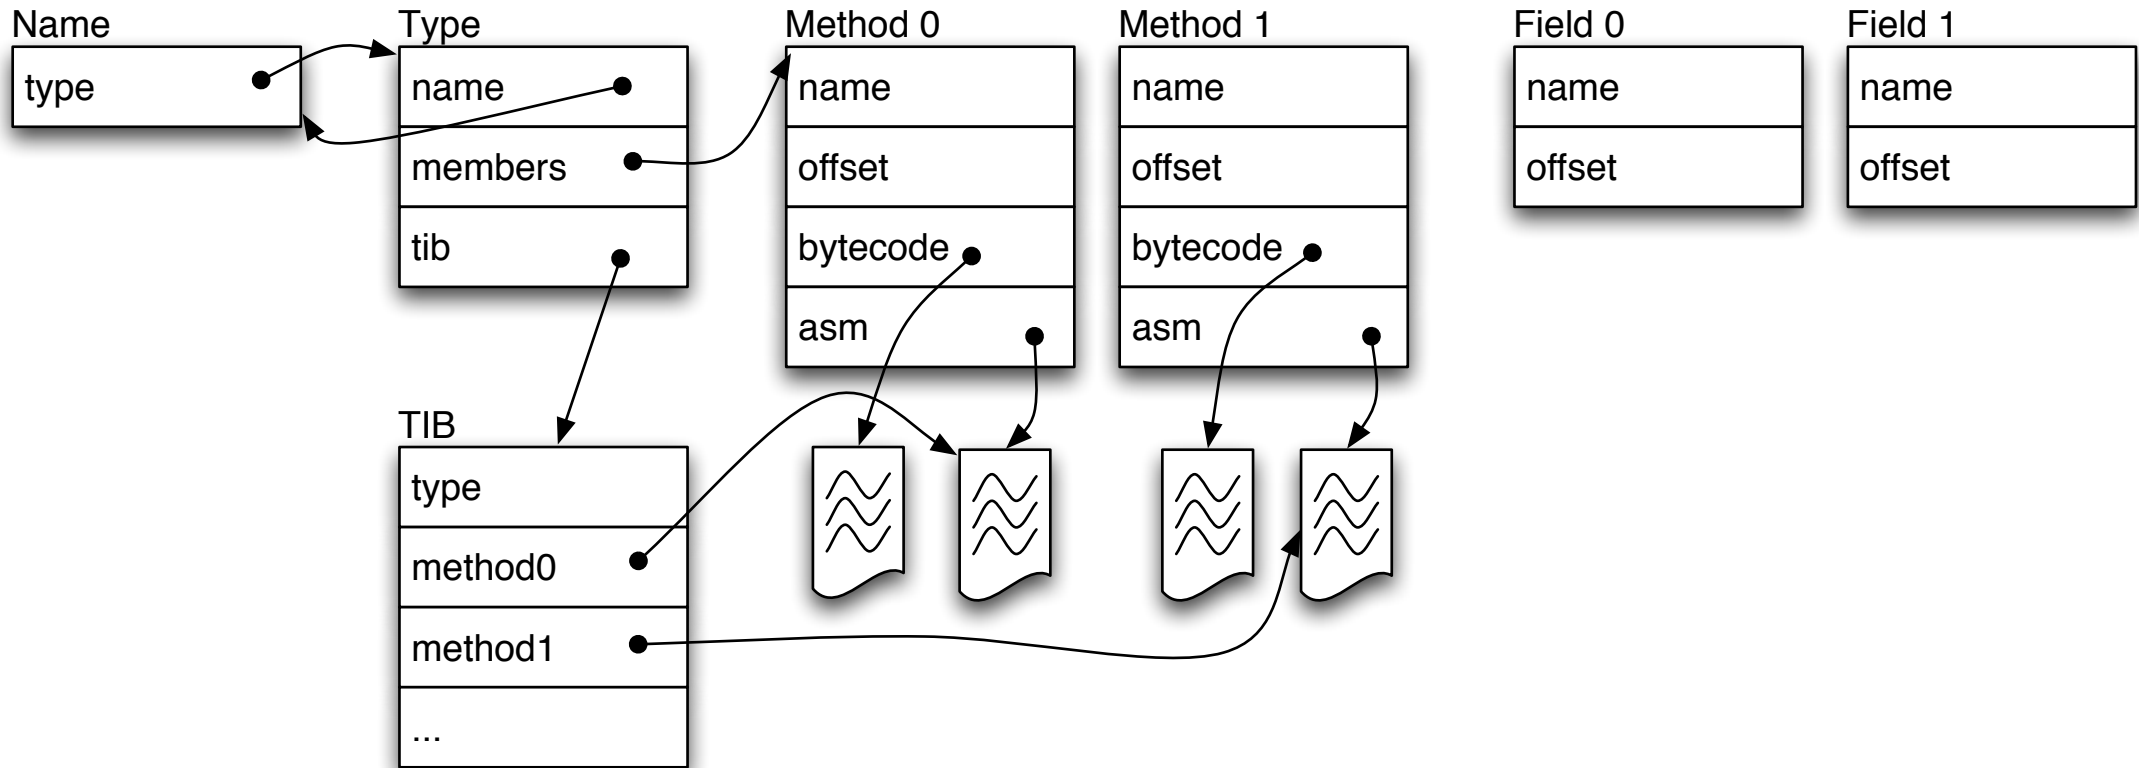 Name
type
Type
name
members
tib
Method 0
name
offset
bytecode
asm
Method 1
name
offset
bytecode
asm
Field 0
name
offset
Field 1
name
offset
TIB
type
method0
method1
...